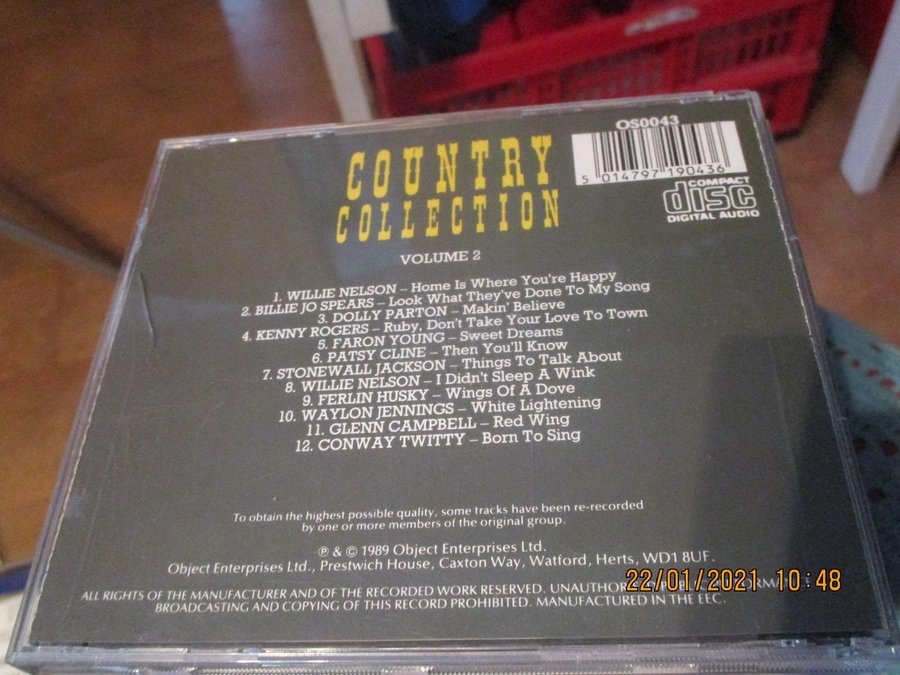 OS0043
5 014797 190436
COMPACT
disc
DIGITAL AUDIO
COUNTRY
COLLECTION
VOLUME 2
1. WILLIE NELSON – Home Is Where You're Happy
2. BILLIE JO SPEARS – Look What They've Done To My Song
3. DOLLY PARTON – Makin' Believe
4. KENNY ROGERS – Ruby, Don't Take Your Love To Town
5. FARON YOUNG – Sweet Dreams
6. PATSY CLINE – Then You'll Know
7. STONEWALL JACKSON – Things To Talk About
8. WILLIE NELSON – I Didn't Sleep A Wink
9. FERLIN HUSKY – Wings Of A Dove
10. WAYLON JENNINGS – White Lightening
11. GLENN CAMPBELL – Red Wing
12. CONWAY TWITTY – Born To Sing
To obtain the highest possible quality, some tracks have been re-recorded
by one or more members of the original group.
℗ & © 1989 Object Enterprises Ltd.
Object Enterprises Ltd., Prestwich House, Caxton Way, Watford, Herts, WD1 8UF.
ALL RIGHTS OF THE MANUFACTURER AND OF THE RECORDED WORK RESERVED.
BROADCASTING AND COPYING OF THIS RECORD PROHIBITED. MANUFACTURED IN THE EEC.
22/01/2021 10:48